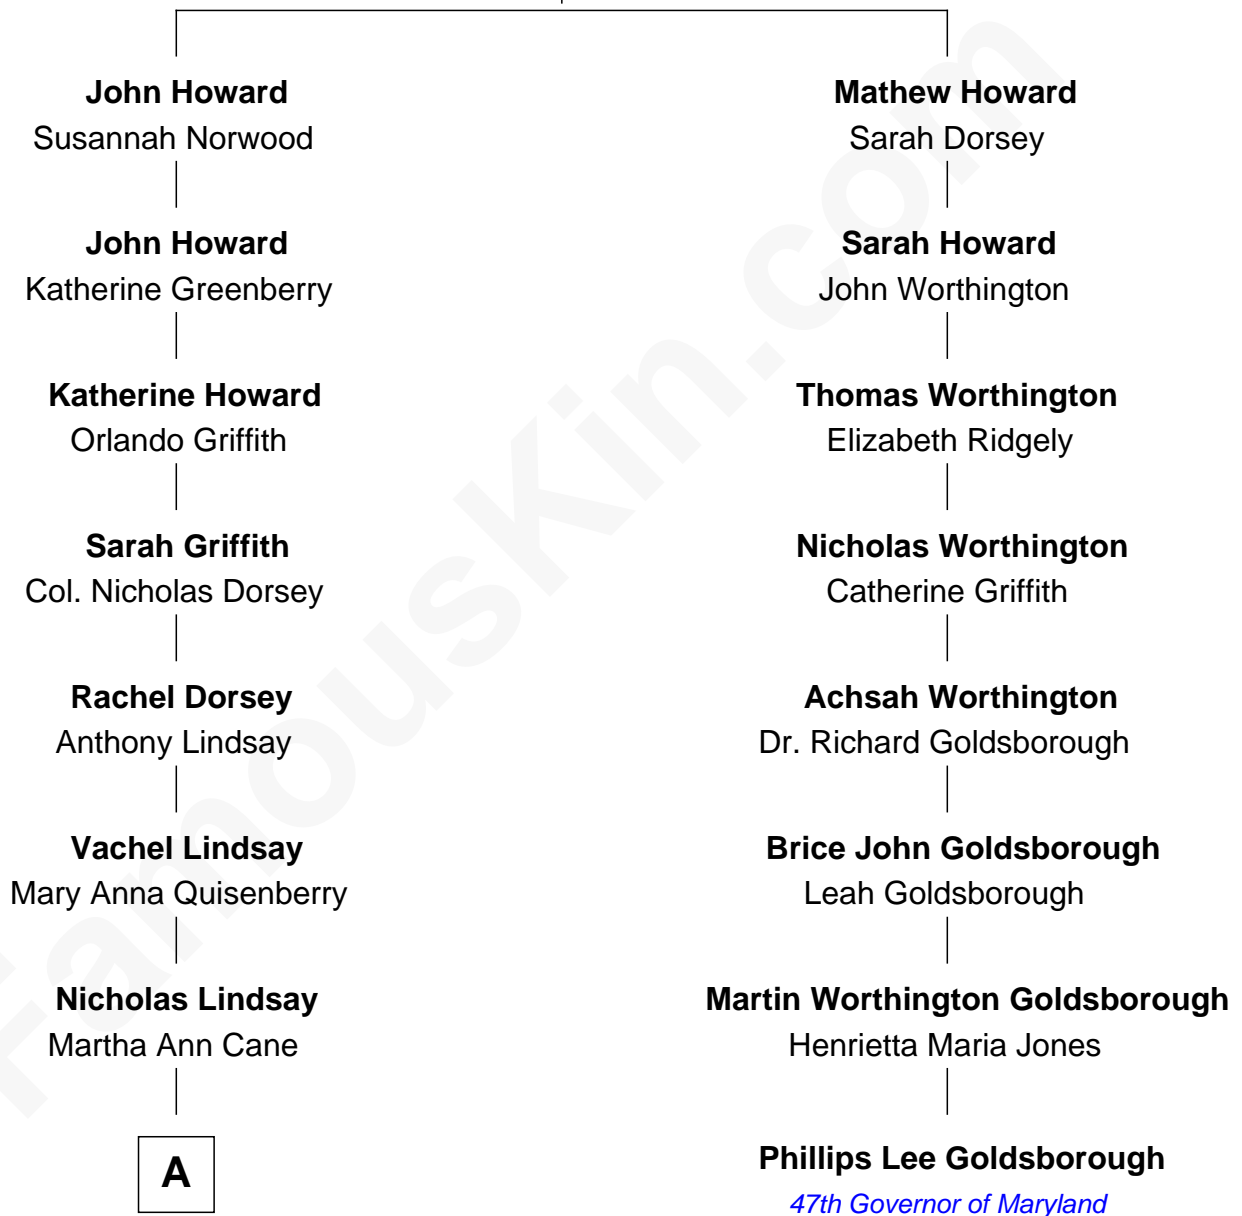 John Howard
Susannah Norwood
John Howard
Katherine Greenberry
Katherine Howard
Orlando Griffith
Sarah Griffith
Col. Nicholas Dorsey
Rachel Dorsey
Anthony Lindsay
Vachel Lindsay
Mary Anna Quisenberry
Nicholas Lindsay
Martha Ann Cane
A
Mathew Howard
Sarah Dorsey
Sarah Howard
John Worthington
Thomas Worthington
Elizabeth Ridgely
Nicholas Worthington
Catherine Griffith
Achsah Worthington
Dr. Richard Goldsborough
Brice John Goldsborough
Leah Goldsborough
Martin Worthington Goldsborough
Henrietta Maria Jones
Phillips Lee Goldsborough
47th Governor of Maryland
FamousKin.com